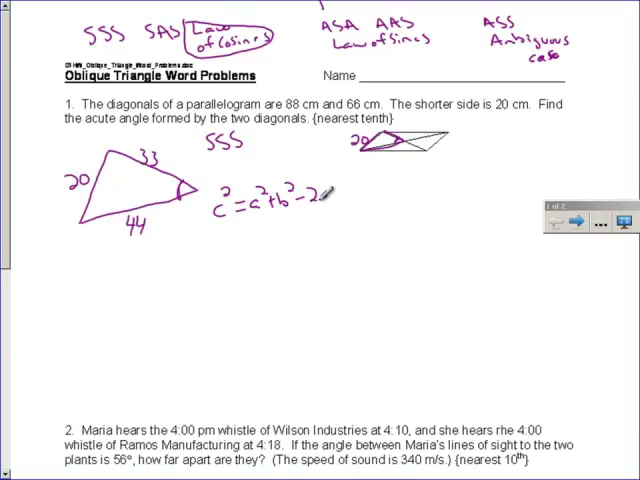 SSS SAS Law of Cosines ASA AAS Law of Sines ASS Ambiguous case
OTHW_Oblique_Triangle_Word_Problems.doc
Oblique Triangle Word Problems Name
1. The diagonals of a parallelogram are 88 cm and 66 cm. The shorter side is 20 cm. Find
the acute angle formed by the two diagonals. {nearest tenth}
SSS 20
33
20
c² = a² + b² - 2
44
1 of 2
2. Maria hears the 4:00 pm whistle of Wilson Industries at 4:10, and she hears rhe 4:00
whistle of Ramos Manufacturing at 4:18. If the angle between Maria's lines of sight to the two
plants is 56°, how far apart are they? (The speed of sound is 340 m/s.) {nearest 10th}